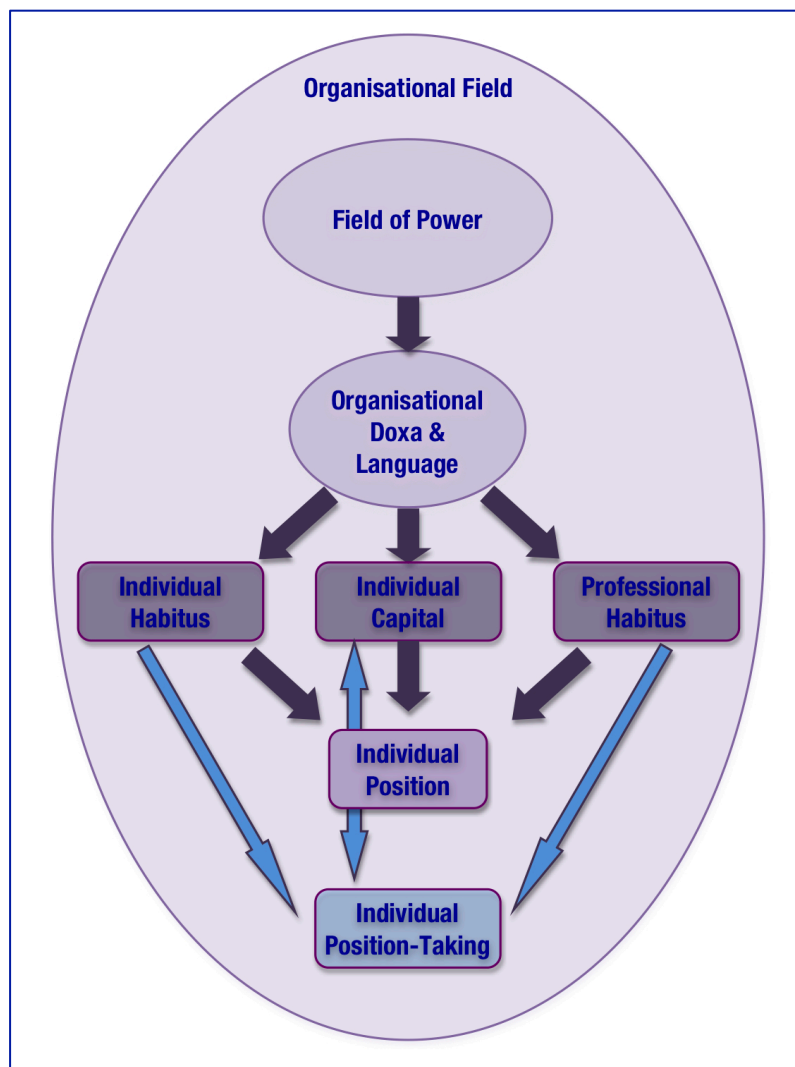 Organisational Field
Field of Power
Organisational
Doxa &
Language
Individual
Habitus
Individual
Capital
Professional
Habitus
Individual
Position
Individual
Position-Taking